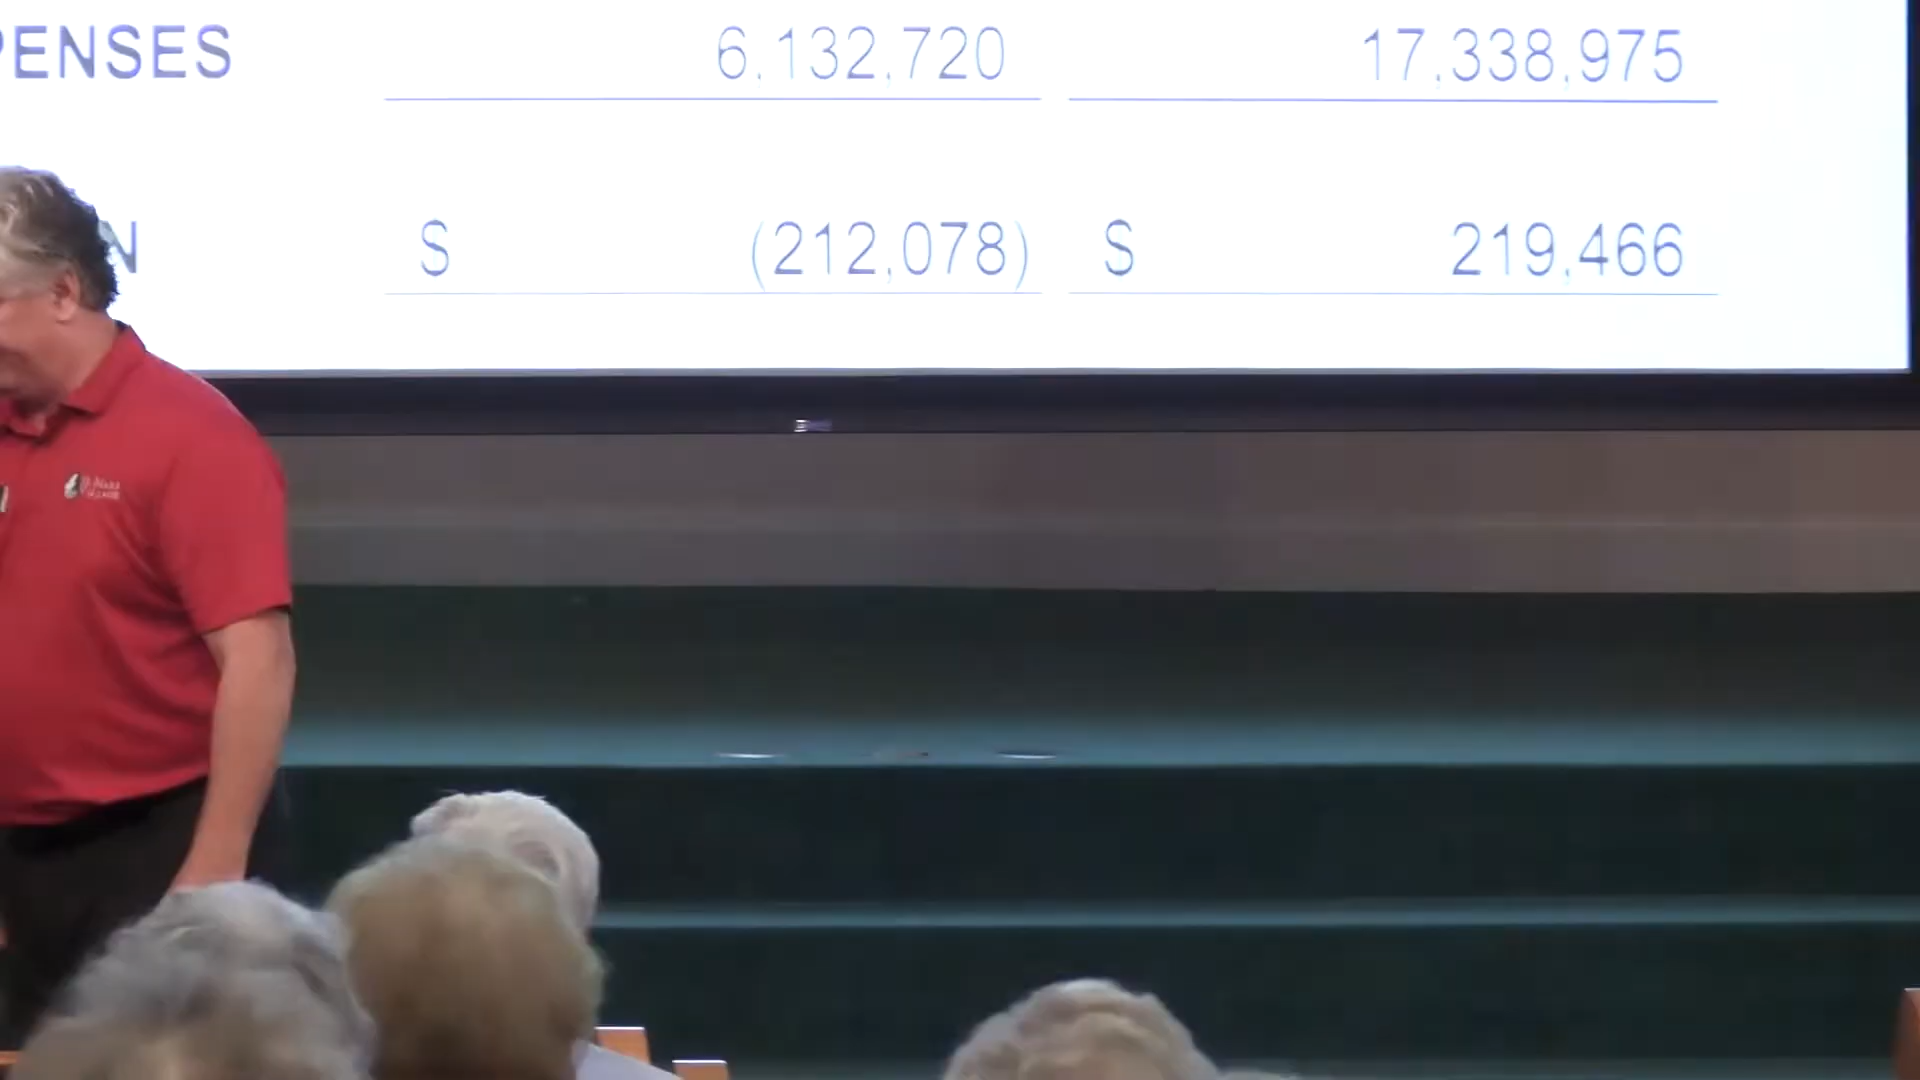 PENSES 6,132,720 17,338,975
N $ (212,078) $ 219,466